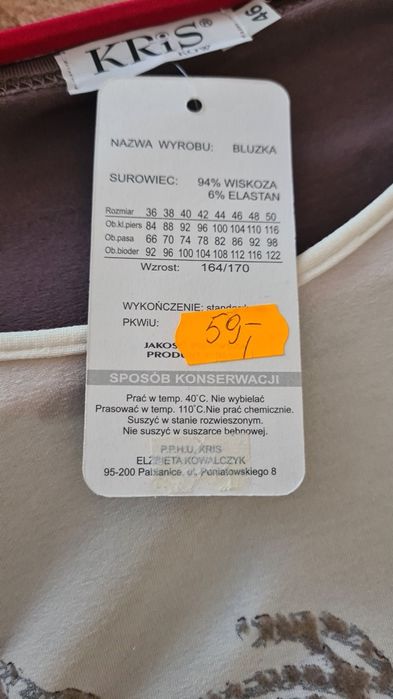 KRiS®
46
NAZWA WYROBU: BLUZKA
SUROWIEC: 94% WISKOZA
6% ELASTAN
Rozmiar 36 38 40 42 44 46 48 50
Ob.kl.piers 84 88 92 96 100 104 110 116
Ob.pasa 66 70 74 78 82 86 92 98
Ob.bioder 92 96 100 104 108 112 116 122
Wzrost: 164/170
WYKOŃCZENIE:
PKWiU:
59,-
SPOSÓB KONSERWACJI
Prać w temp. 40°C. Nie wybielać
Prasować w temp. 110°C.Nie prać chemicznie.
Suszyć w stanie rozwieszonym.
Nie suszyć w suszarce bębnowej.
P.P.H.U. KRIS
ELŻBIETA KOWALCZYK
95-200 Pabianice, ul. Poniatowskiego 8